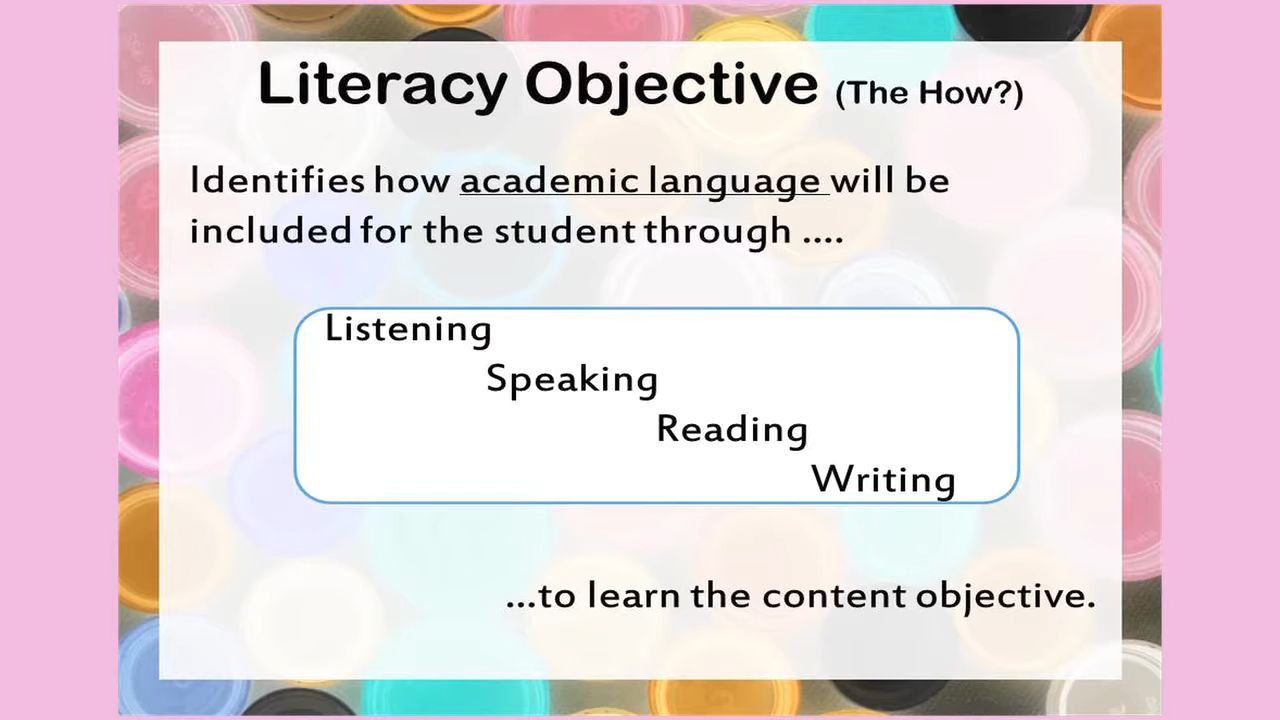 Literacy Objective (The How?)
Identifies how academic language will be
included for the student through ....
Listening
Speaking
Reading
Writing
...to learn the content objective.